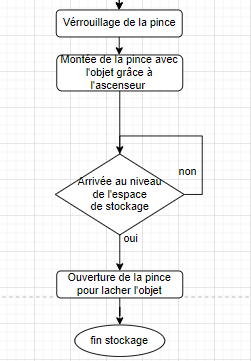 Vérrouillage de la pince
Montée de la pince avec
l'objet grâce à
l'ascenseur
non
Arrivée au niveau
de l'espace
de stockage
oui
Ouverture de la pince
pour lacher l'objet
fin stockage